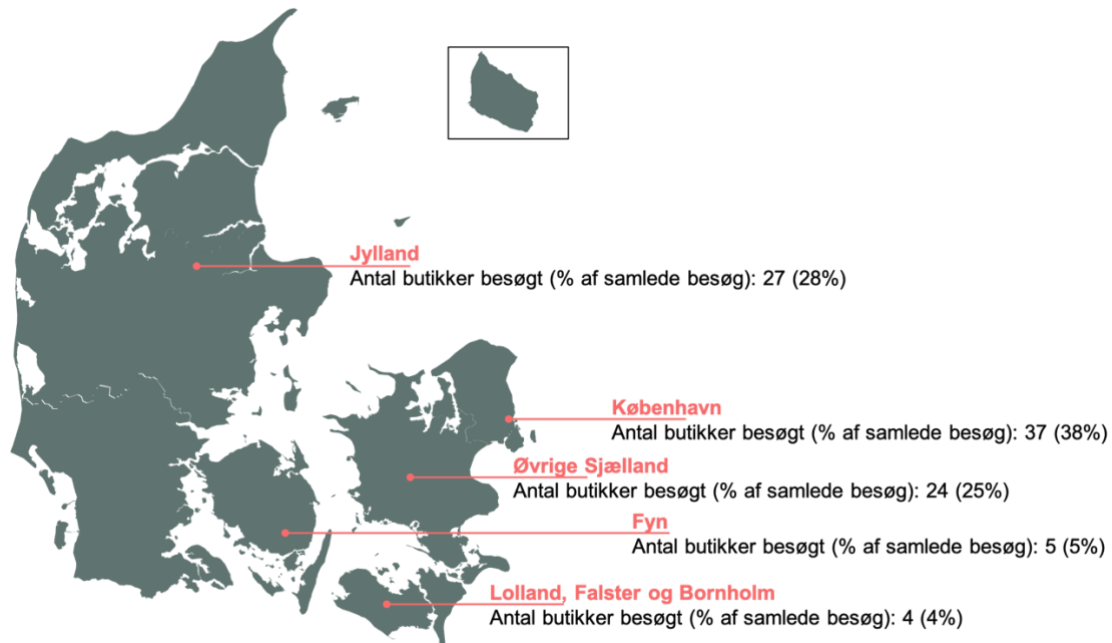 Jylland
Antal butikker besøgt (% af samlede besøg): 27 (28%)
København
Antal butikker besøgt (% af samlede besøg): 37 (38%)
Øvrige Sjælland
Antal butikker besøgt (% af samlede besøg): 24 (25%)
Fyn
Antal butikker besøgt (% af samlede besøg): 5 (5%)
Lolland, Falster og Bornholm
Antal butikker besøgt (% af samlede besøg): 4 (4%)